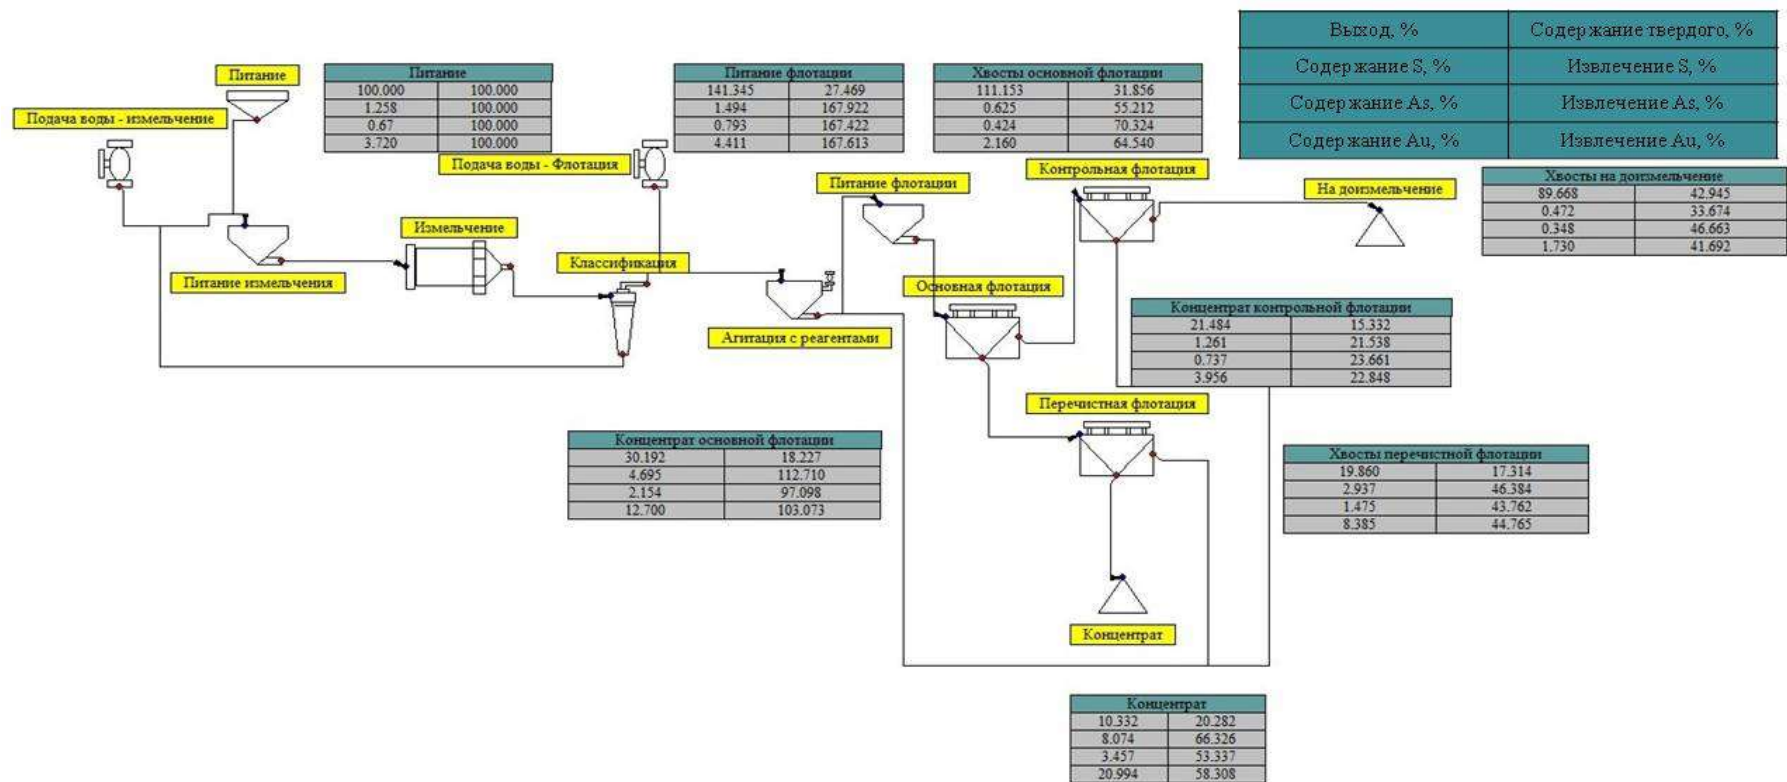 Выход, % Содержание твердого, %
Содержание S, % Извлечение S, %
Содержание As, % Извлечение As, %
Содержание Au, % Извлечение Au, %
Питание
Питание
100.000 100.000
1.258 100.000
0.67 100.000
3.720 100.000
Питание флотации
141.345 27.469
1.494 167.922
0.793 167.422
4.411 167.613
Хвосты основной флотации
111.153 31.856
0.625 55.212
0.424 70.324
2.160 64.540
Подача воды - измельчение
Подача воды - Флотация
Питание флотации
Контрольная флотация
На доизмельчение
Хвосты на доизмельчение
89.668 42.945
0.472 33.674
0.348 46.663
1.730 41.692
Измельчение
Классификация
Питание измельчения
Основная флотация
Агитация с реагентами
Концентрат контрольной флотации
21.484 15.332
1.261 21.538
0.737 23.661
3.956 22.848
Перечистная флотация
Концентрат основной флотации
30.192 18.227
4.695 112.710
2.154 97.098
12.700 103.073
Хвосты перечистной флотации
19.860 17.314
2.937 46.384
1.475 43.762
8.385 44.765
Концентрат
Концентрат
10.332 20.282
8.074 66.326
3.457 53.337
20.994 58.308